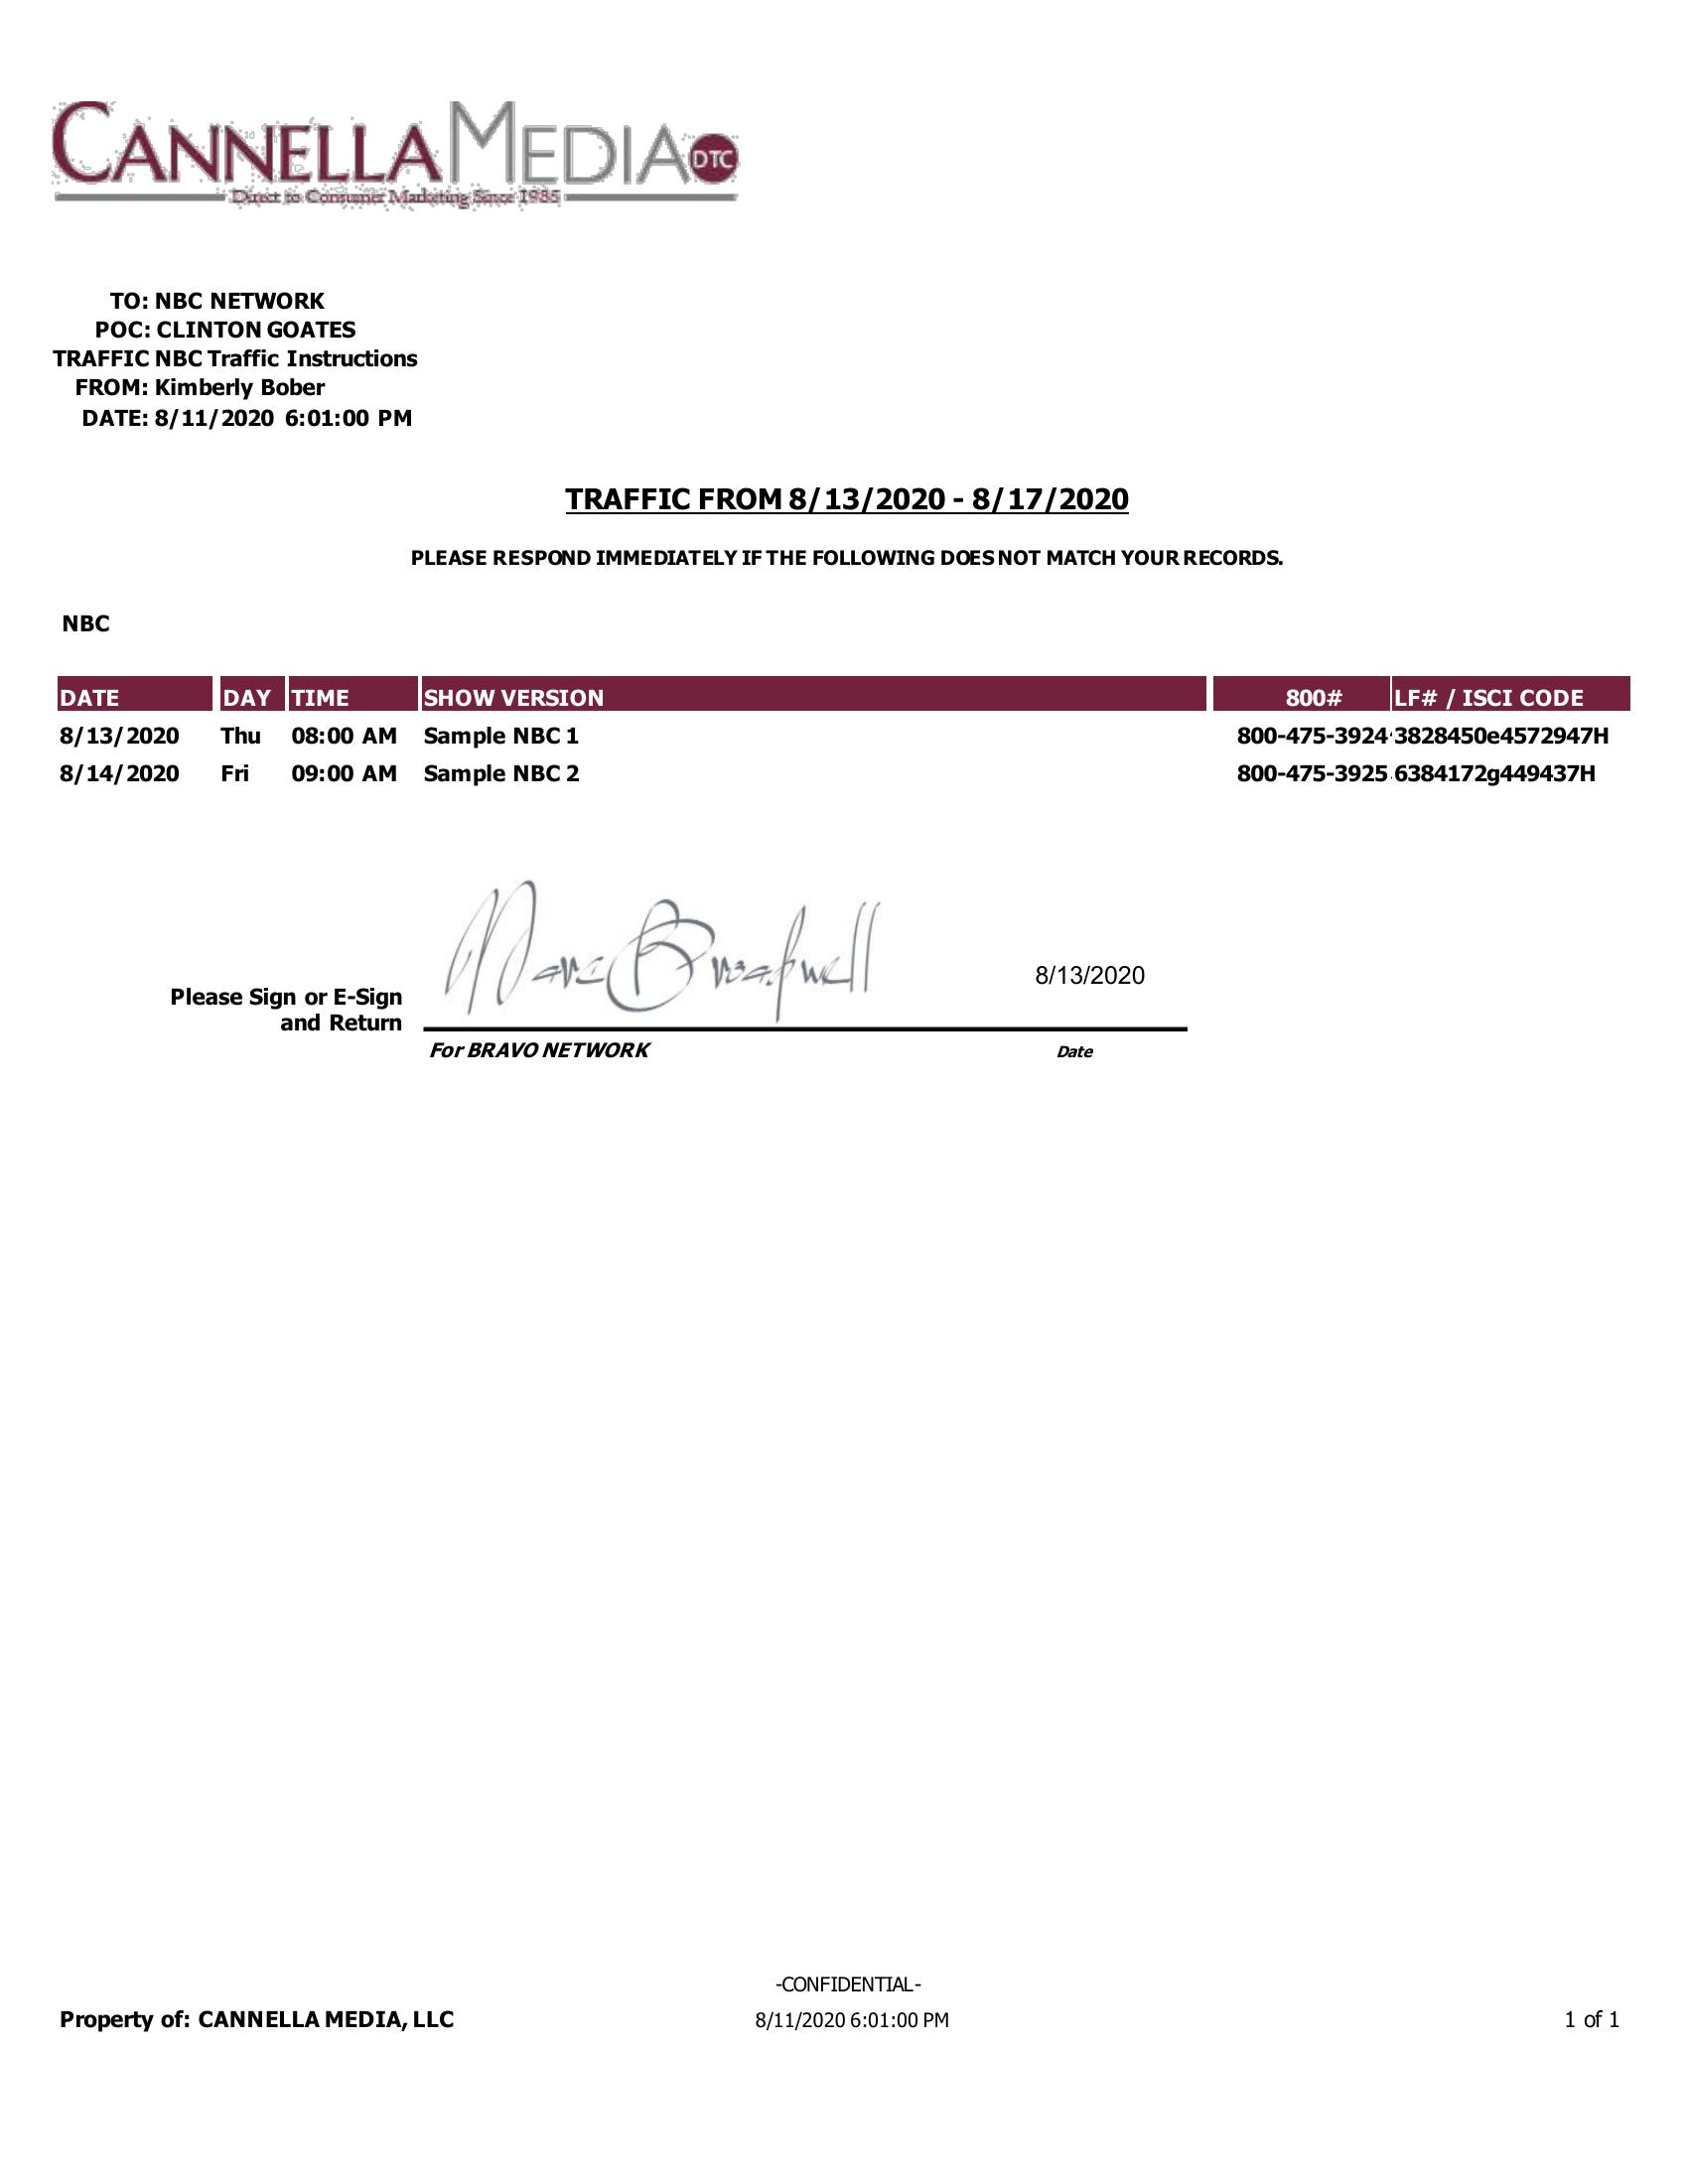 CANNELLA MEDIA DTC
Direct to Consumer Marketing Since 1985
TO: NBC NETWORK
POC: CLINTON GOATES
TRAFFIC NBC Traffic Instructions
FROM: Kimberly Bober
DATE: 8/11/2020 6:01:00 PM
TRAFFIC FROM 8/13/2020 - 8/17/2020
PLEASE RESPOND IMMEDIATELY IF THE FOLLOWING DOES NOT MATCH YOUR RECORDS.
NBC
DATE DAY TIME SHOW VERSION 800# LF# / ISCI CODE
8/13/2020 Thu 08:00 AM Sample NBC 1 800-475-3924 3828450e4572947H
8/14/2020 Fri 09:00 AM Sample NBC 2 800-475-3925 6384172g449437H
8/13/2020
Please Sign or E-Sign
and Return
For BRAVO NETWORK Date
-CONFIDENTIAL-
Property of: CANNELLA MEDIA, LLC 8/11/2020 6:01:00 PM 1 of 1